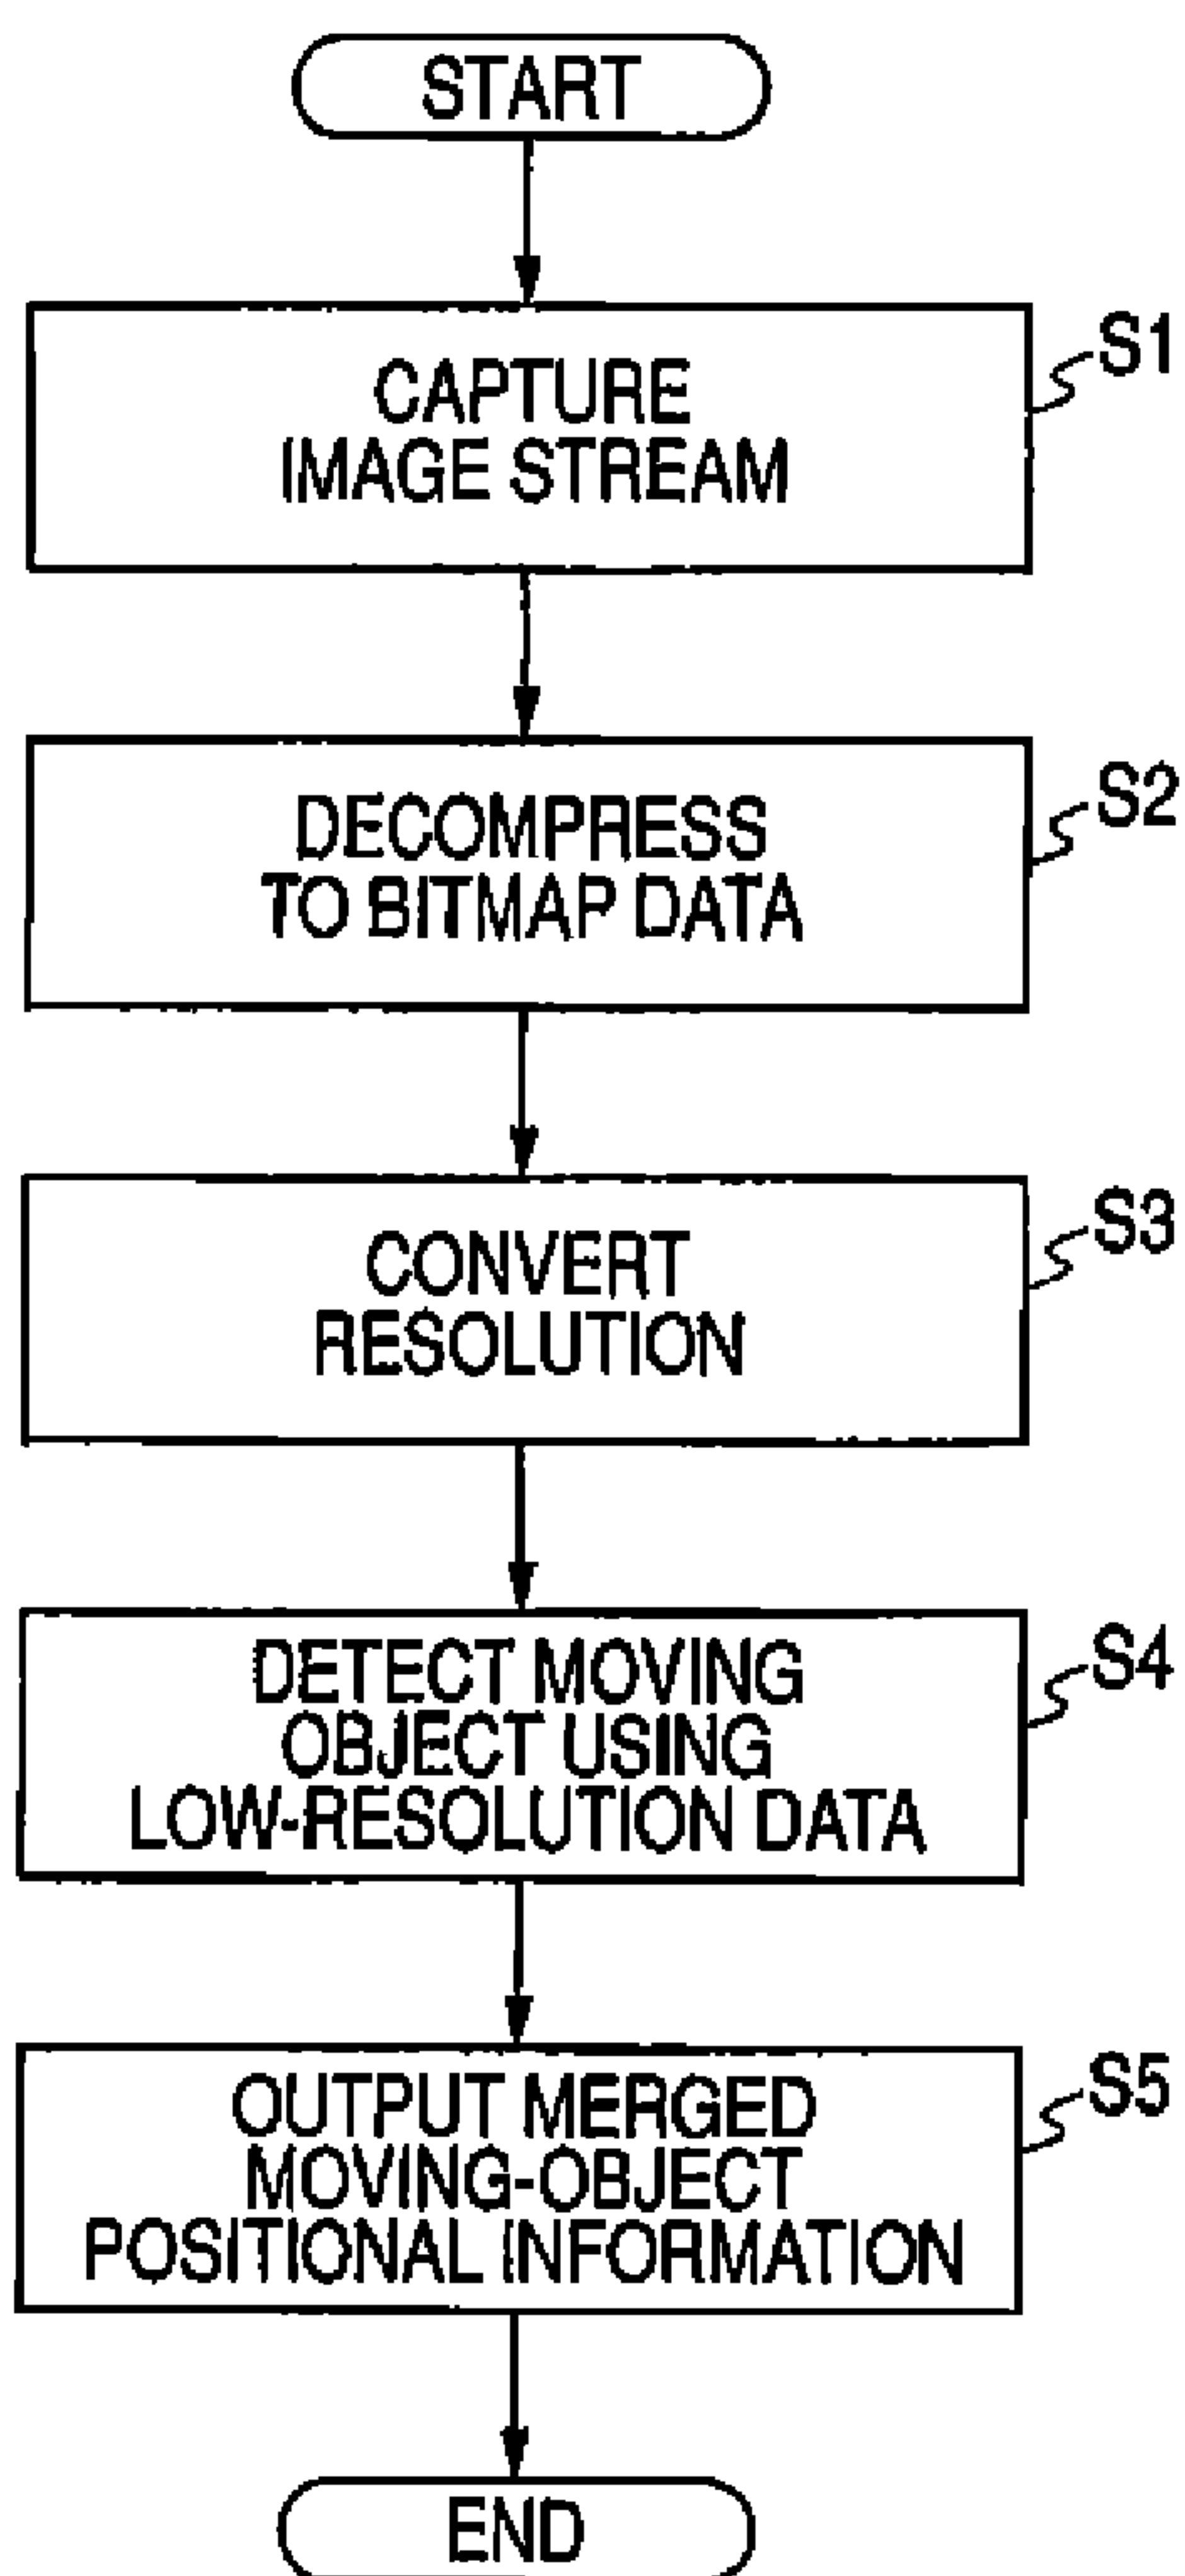 START
CAPTURE
IMAGE STREAM
S1
DECOMPRESS
TO BITMAP DATA
S2
CONVERT
RESOLUTION
S3
DETECT MOVING
OBJECT USING
LOW-RESOLUTION DATA
S4
OUTPUT MERGED
MOVING-OBJECT
POSITIONAL INFORMATION
S5
END